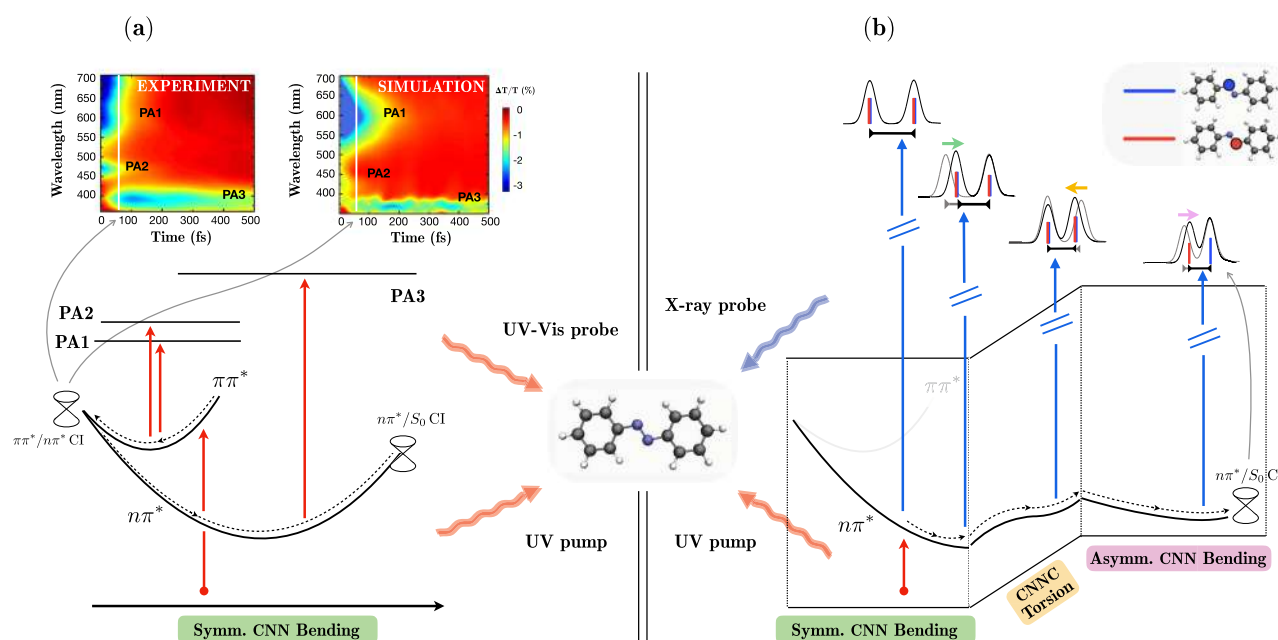 (a)
(b)
EXPERIMENT
SIMULATION
ΔT/T (%)
Wavelength (nm)
700
650
600
550
500
450
400
PA1
PA2
PA3
0
100
200
300
400
500
Time (fs)
Wavelength (nm)
700
650
600
550
500
450
400
PA1
PA2
PA3
0
100
200
300
400
500
Time (fs)
0
-1
-2
-3
PA3
PA2
PA1
ππ*
ππ*/nπ* CI
nπ*/S₀ CI
nπ*
UV-Vis probe
UV pump
Symm. CNN Bending
X-ray probe
UV pump
ππ*
nπ*
nπ*/S₀ C
Symm. CNN Bending
CNNC
Torsion
Asymm. CNN Bending